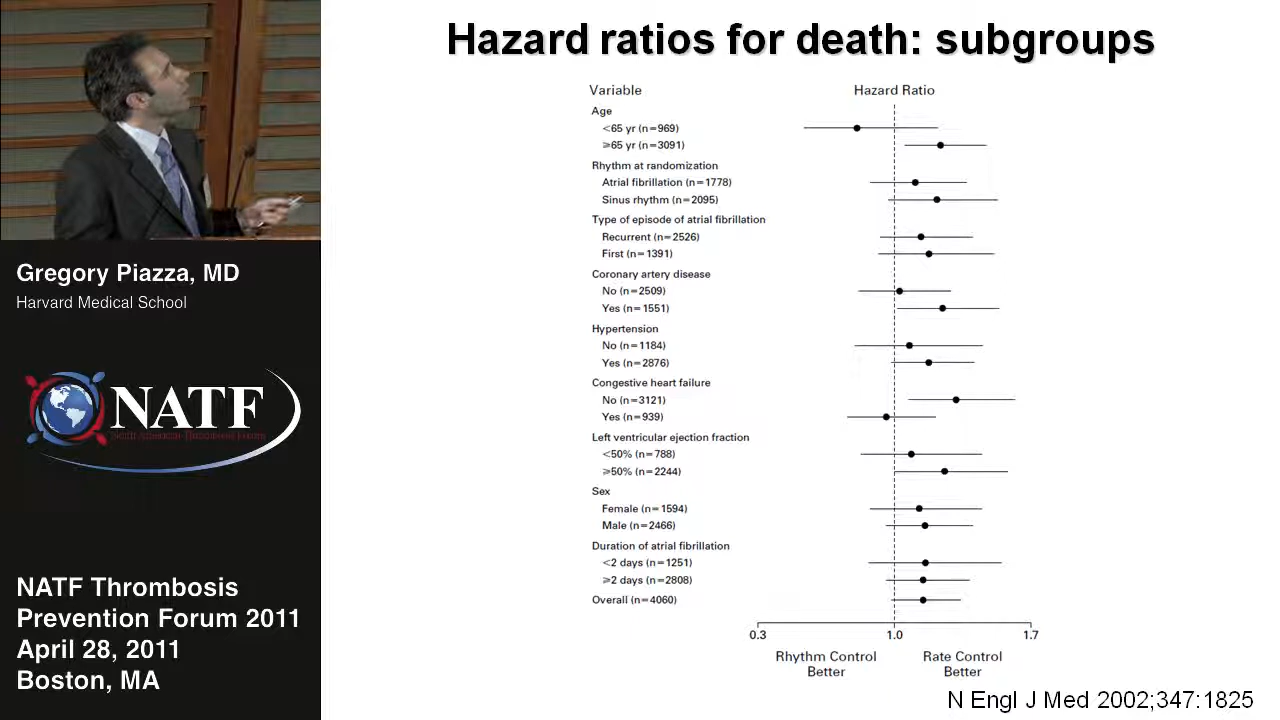 Hazard ratios for death: subgroups
Variable Hazard Ratio
Age
<65 yr (n=969)
≥65 yr (n=3091)
Rhythm at randomization
Atrial fibrillation (n=1778)
Sinus rhythm (n=2095)
Type of episode of atrial fibrillation
Recurrent (n=2526)
First (n=1391)
Coronary artery disease
No (n=2509)
Yes (n=1551)
Hypertension
No (n=1184)
Yes (n=2876)
Congestive heart failure
No (n=3121)
Yes (n=939)
Left ventricular ejection fraction
<50% (n=788)
≥50% (n=2244)
Sex
Female (n=1594)
Male (n=2466)
Duration of atrial fibrillation
<2 days (n=1251)
≥2 days (n=2808)
Overall (n=4060)
0.3 1.0 1.7
Rhythm Control Rate Control
Better Better
N Engl J Med 2002;347:1825
Gregory Piazza, MD
Harvard Medical School
NATF
North American Thrombosis Forum
NATF Thrombosis
Prevention Forum 2011
April 28, 2011
Boston, MA